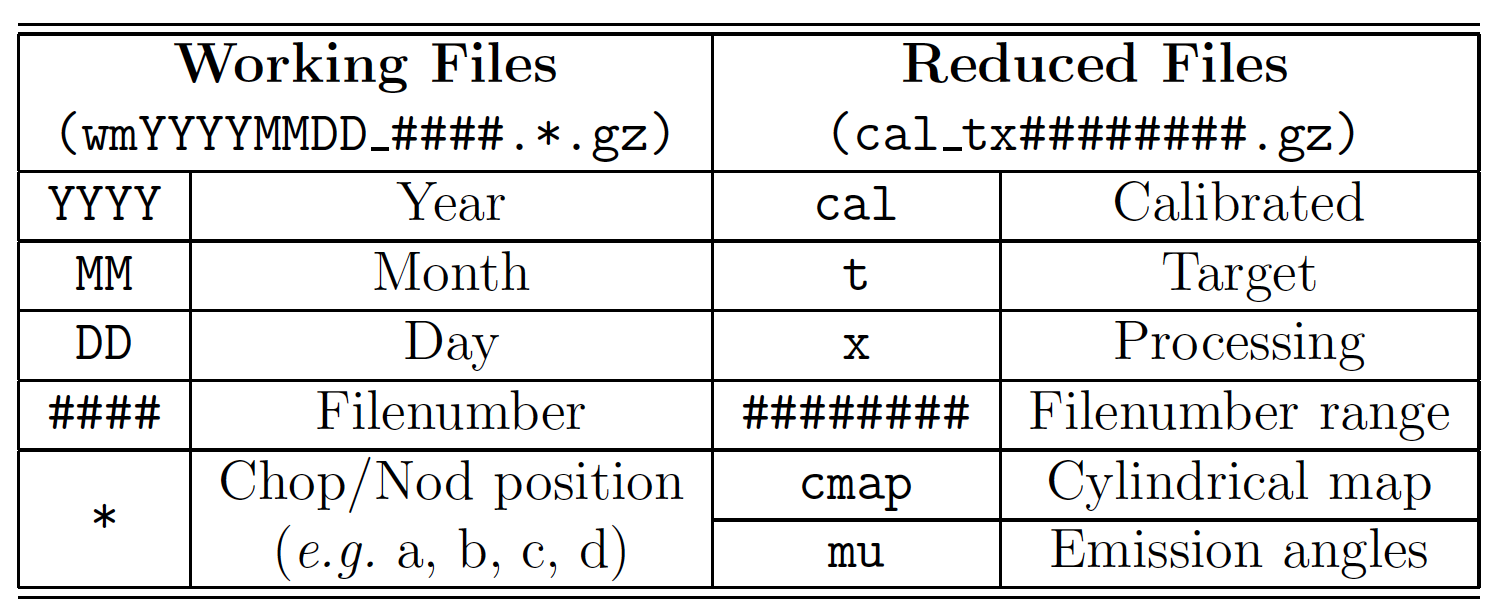 Working Files Reduced Files
(wmYYYYMMDD_####.*.gz) (cal_tx########.gz)
YYYY Year cal Calibrated
MM Month t Target
DD Day x Processing
#### Filenumber ######## Filenumber range
* Chop/Nod position cmap Cylindrical map
(e.g. a, b, c, d) mu Emission angles